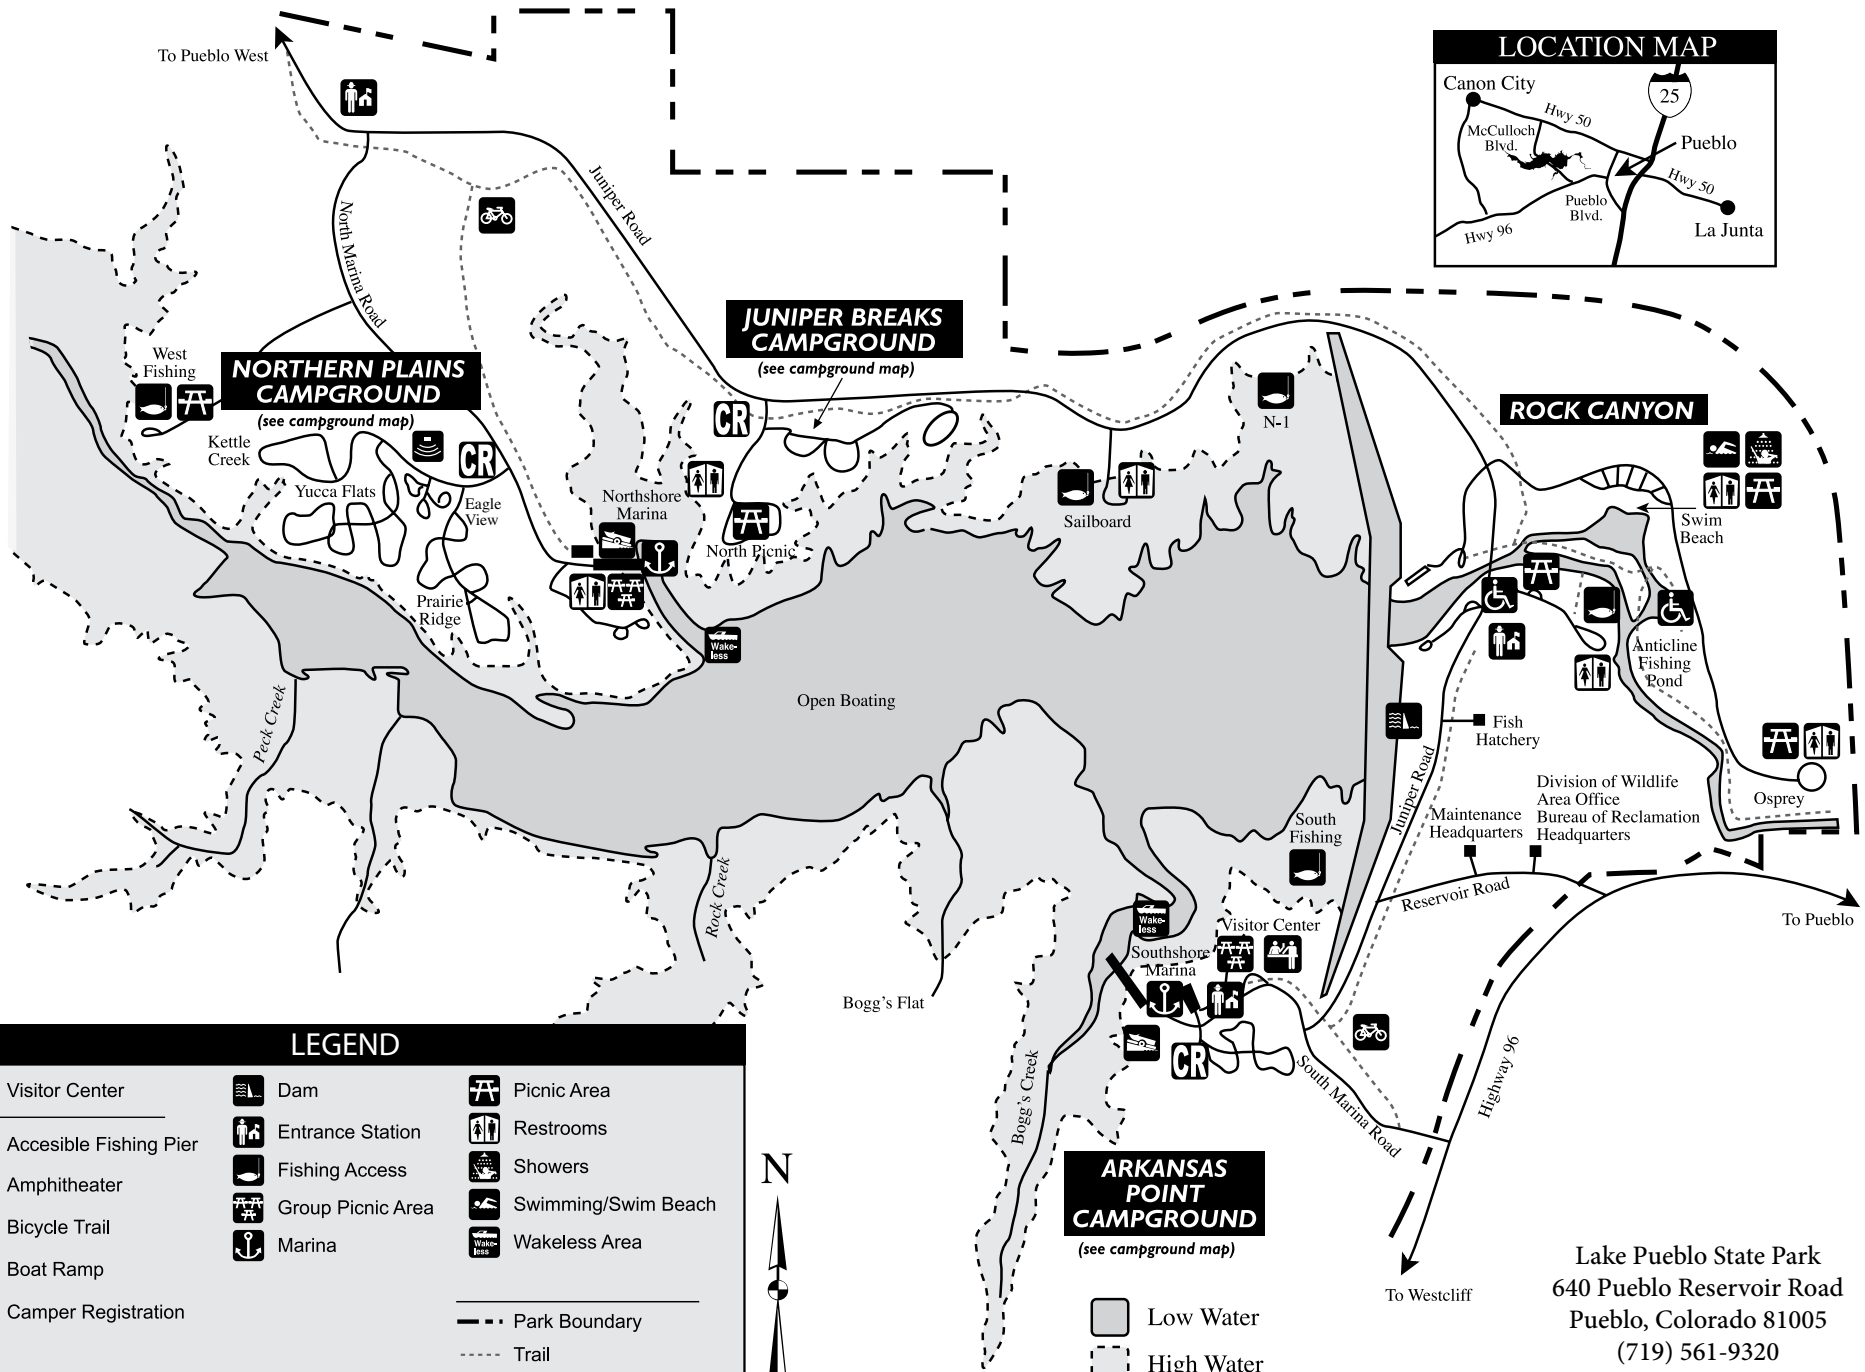 To Pueblo West
LOCATION MAP
Canon City
25
Hwy 50
McCulloch
Blvd.
Pueblo
Hwy 50
Pueblo
Blvd.
Hwy 96
La Junta
Juniper Road
North Marina Road
West
Fishing
NORTHERN PLAINS
CAMPGROUND
(see campground map)
JUNIPER BREAKS
CAMPGROUND
(see campground map)
CR
N-1
ROCK CANYON
Kettle
Creek
CR
Yucca Flats
Eagle
View
Northshore
Marina
North Picnic
Sailboard
Swim
Beach
Prairie
Ridge
Wake-
less
Anticline
Fishing
Pond
Open Boating
Peck Creek
Fish
Hatchery
Juniper Road
Division of Wildlife
Area Office
Bureau of Reclamation
Headquarters
Maintenance
Headquarters
Osprey
South
Fishing
Rock Creek
Reservoir Road
To Pueblo
Wake-
less
Visitor Center
Southshore
Marina
Bogg's Flat
CR
Bogg's Creek
South Marina Road
Highway 96
LEGEND
Visitor Center
Accesible Fishing Pier
Amphitheater
Bicycle Trail
Boat Ramp
Camper Registration
Dam
Entrance Station
Fishing Access
Group Picnic Area
Marina
Picnic Area
Restrooms
Showers
Swimming/Swim Beach
Wake-
less
Wakeless Area
Park Boundary
Trail
N
ARKANSAS
POINT
CAMPGROUND
(see campground map)
Low Water
High Water
To Westcliff
Lake Pueblo State Park
640 Pueblo Reservoir Road
Pueblo, Colorado 81005
(719) 561-9320